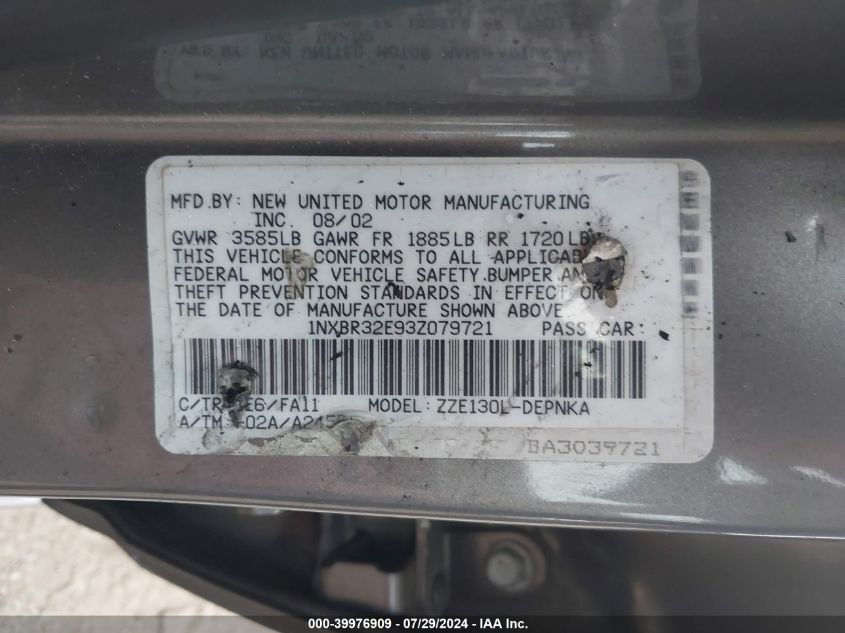 MFD.BY: NEW UNITED MOTOR MANUFACTURING
INC. 08/02
GVWR 3585LB GAWR FR 1885LB RR 1720LB
THIS VEHICLE CONFORMS TO ALL
FEDERAL MOTOR VEHICLE SAFETY,BUMPER
THEFT PREVENTION STANDARDS IN EFFECT ON
THE DATE OF MANUFACTURE SHOWN ABOVE
1NXBR32E93Z079721 PASS CAR:
/FA11 MODEL: ZZE130L-DEPNKA
BA3039721
000-39976909 / 07/29/2024 - IAA Inc.